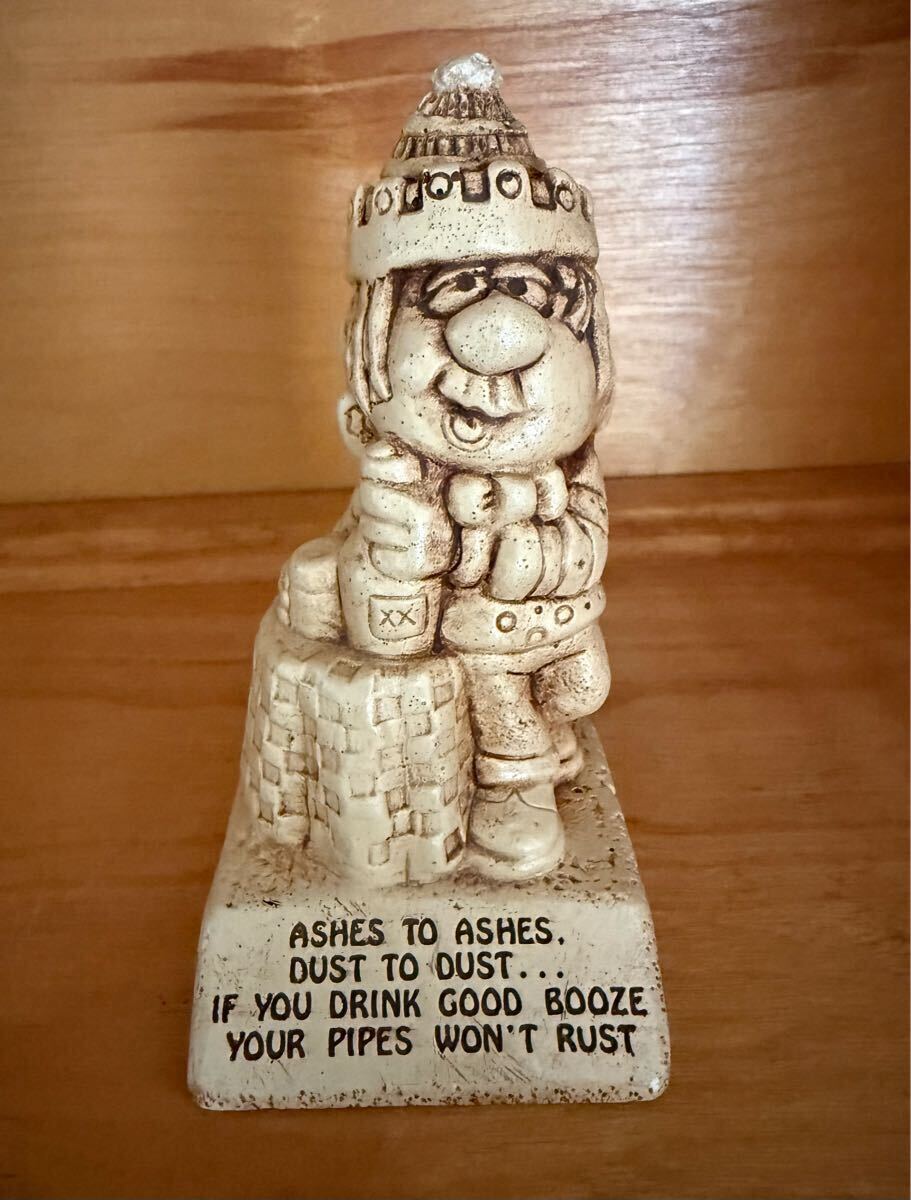 XX
ASHES TO ASHES,
DUST TO DUST...
IF YOU DRINK GOOD BOOZE
YOUR PIPES WON'T RUST